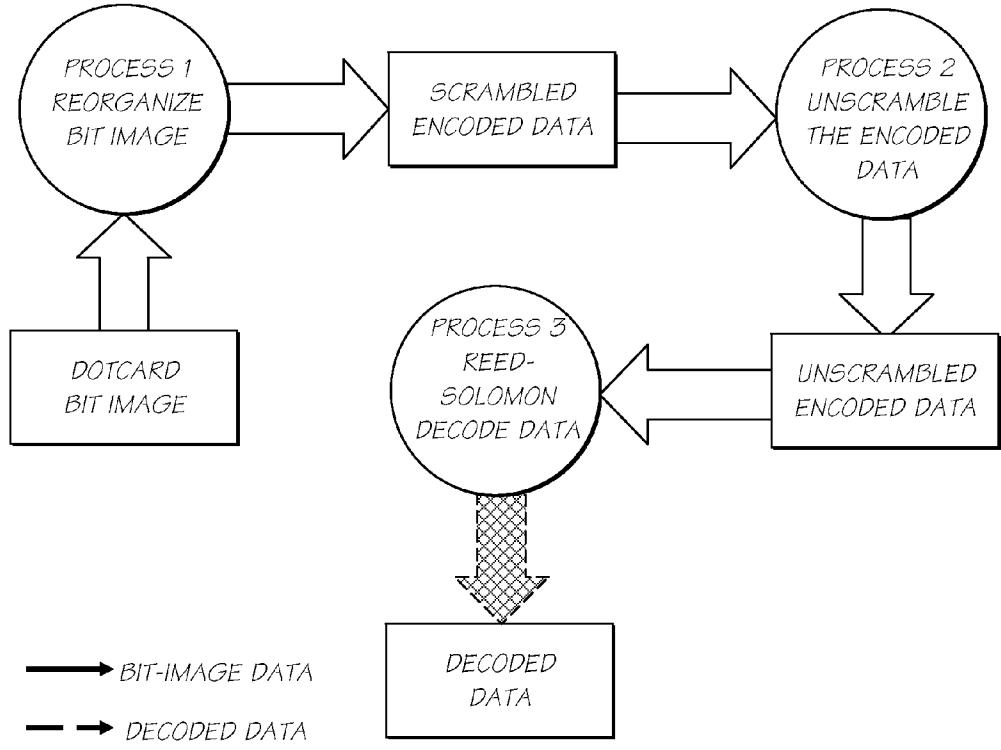 PROCESS 1
REORGANIZE
BIT IMAGE
SCRAMBLED
ENCODED DATA
PROCESS 2
UNSCRAMBLE
THE ENCODED
DATA
DOTCARD
BIT IMAGE
PROCESS 3
REED-
SOLOMON
DECODE DATA
UNSCRAMBLED
ENCODED DATA
DECODED
DATA
BIT-IMAGE DATA
DECODED DATA